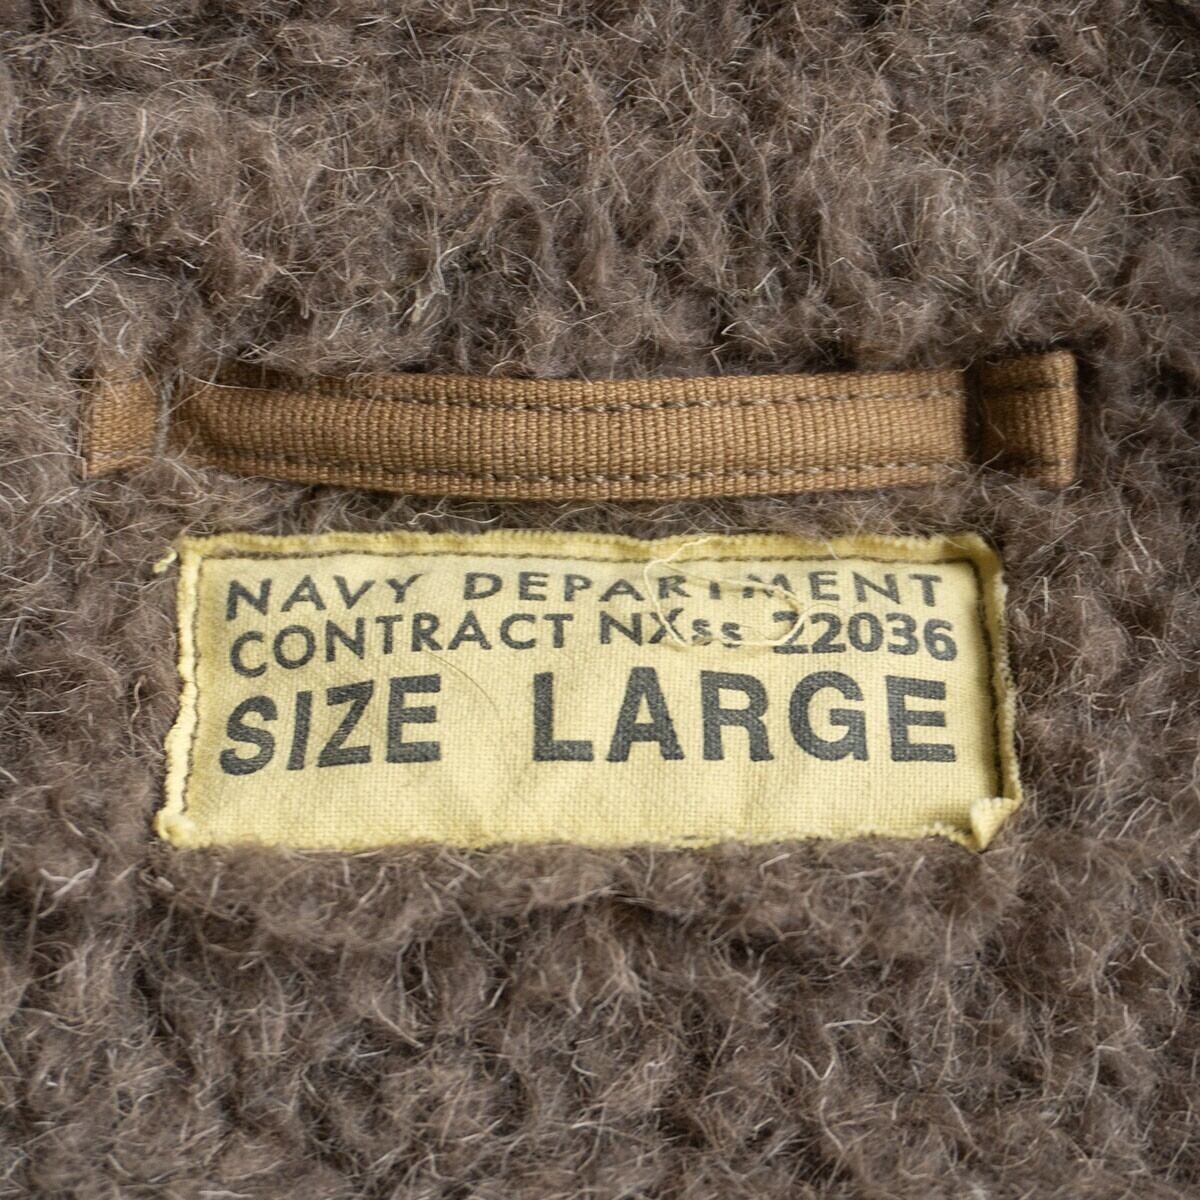 NAVY DEPARTMENT
CONTRACT NXss 22036
SIZE LARGE